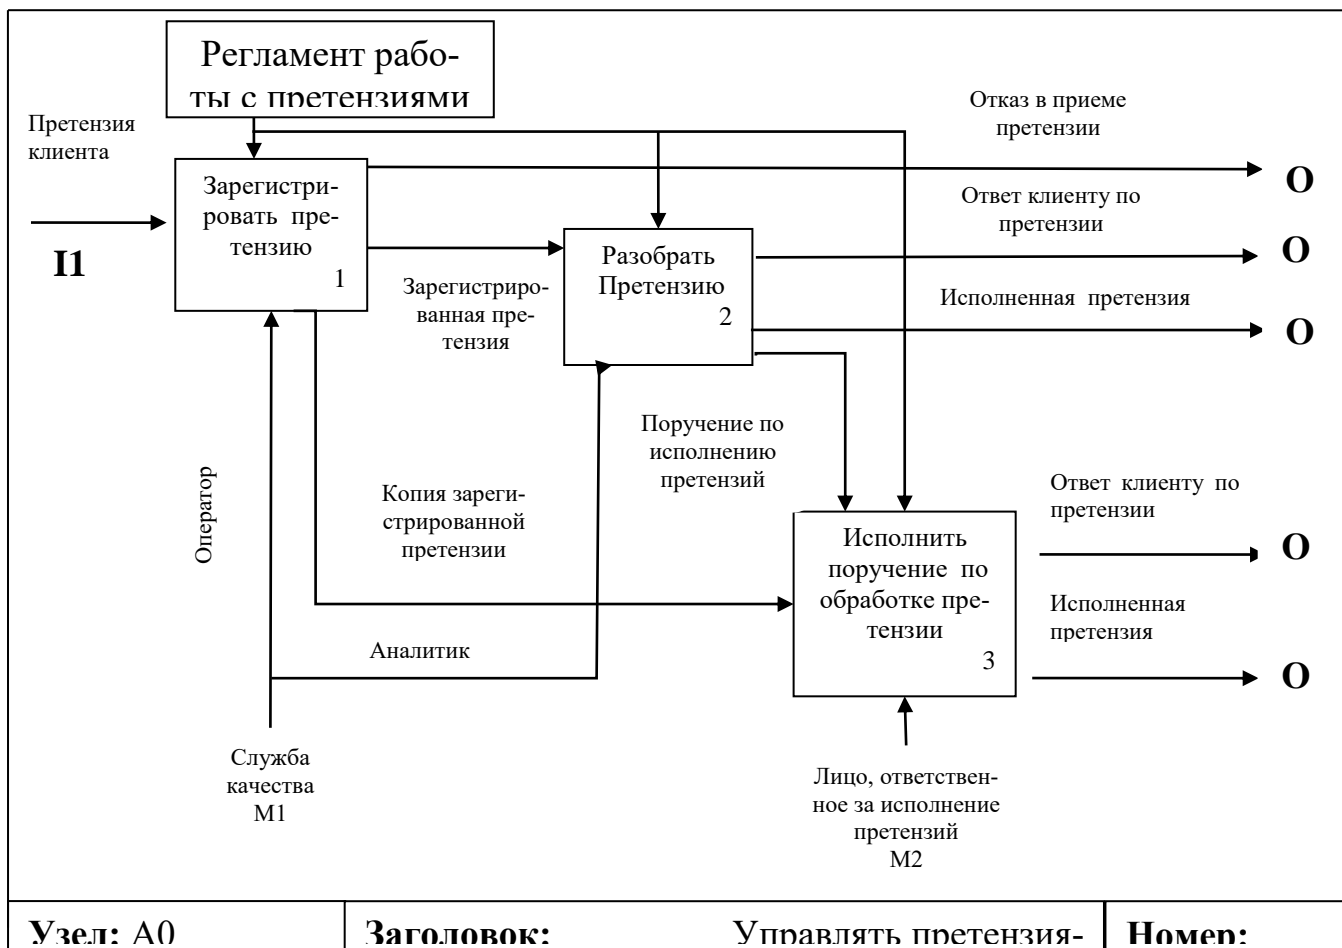 Регламент рабо-
ты с претензиями
Претензия
клиента
I1
Зарегистри-
ровать пре-
тензию
1
Отказ в приеме
претензии
О
Ответ клиенту по
претензии
О
Исполненная претензия
О
Разобрать
Претензию
2
Зарегистриро-
ванная пре-
тензия
Поручение по
исполнению
претензий
Оператор
Копия зареги-
стрированной
претензии
Аналитик
Исполнить
поручение по
обработке пре-
тензии
3
Ответ клиенту по
претензии
О
Исполненная
претензия
О
Служба
качества
М1
Лицо, ответствен-
ное за исполнение
претензий
М2
Узел: А0
Заголовок: Управлять претензия-
Номер: